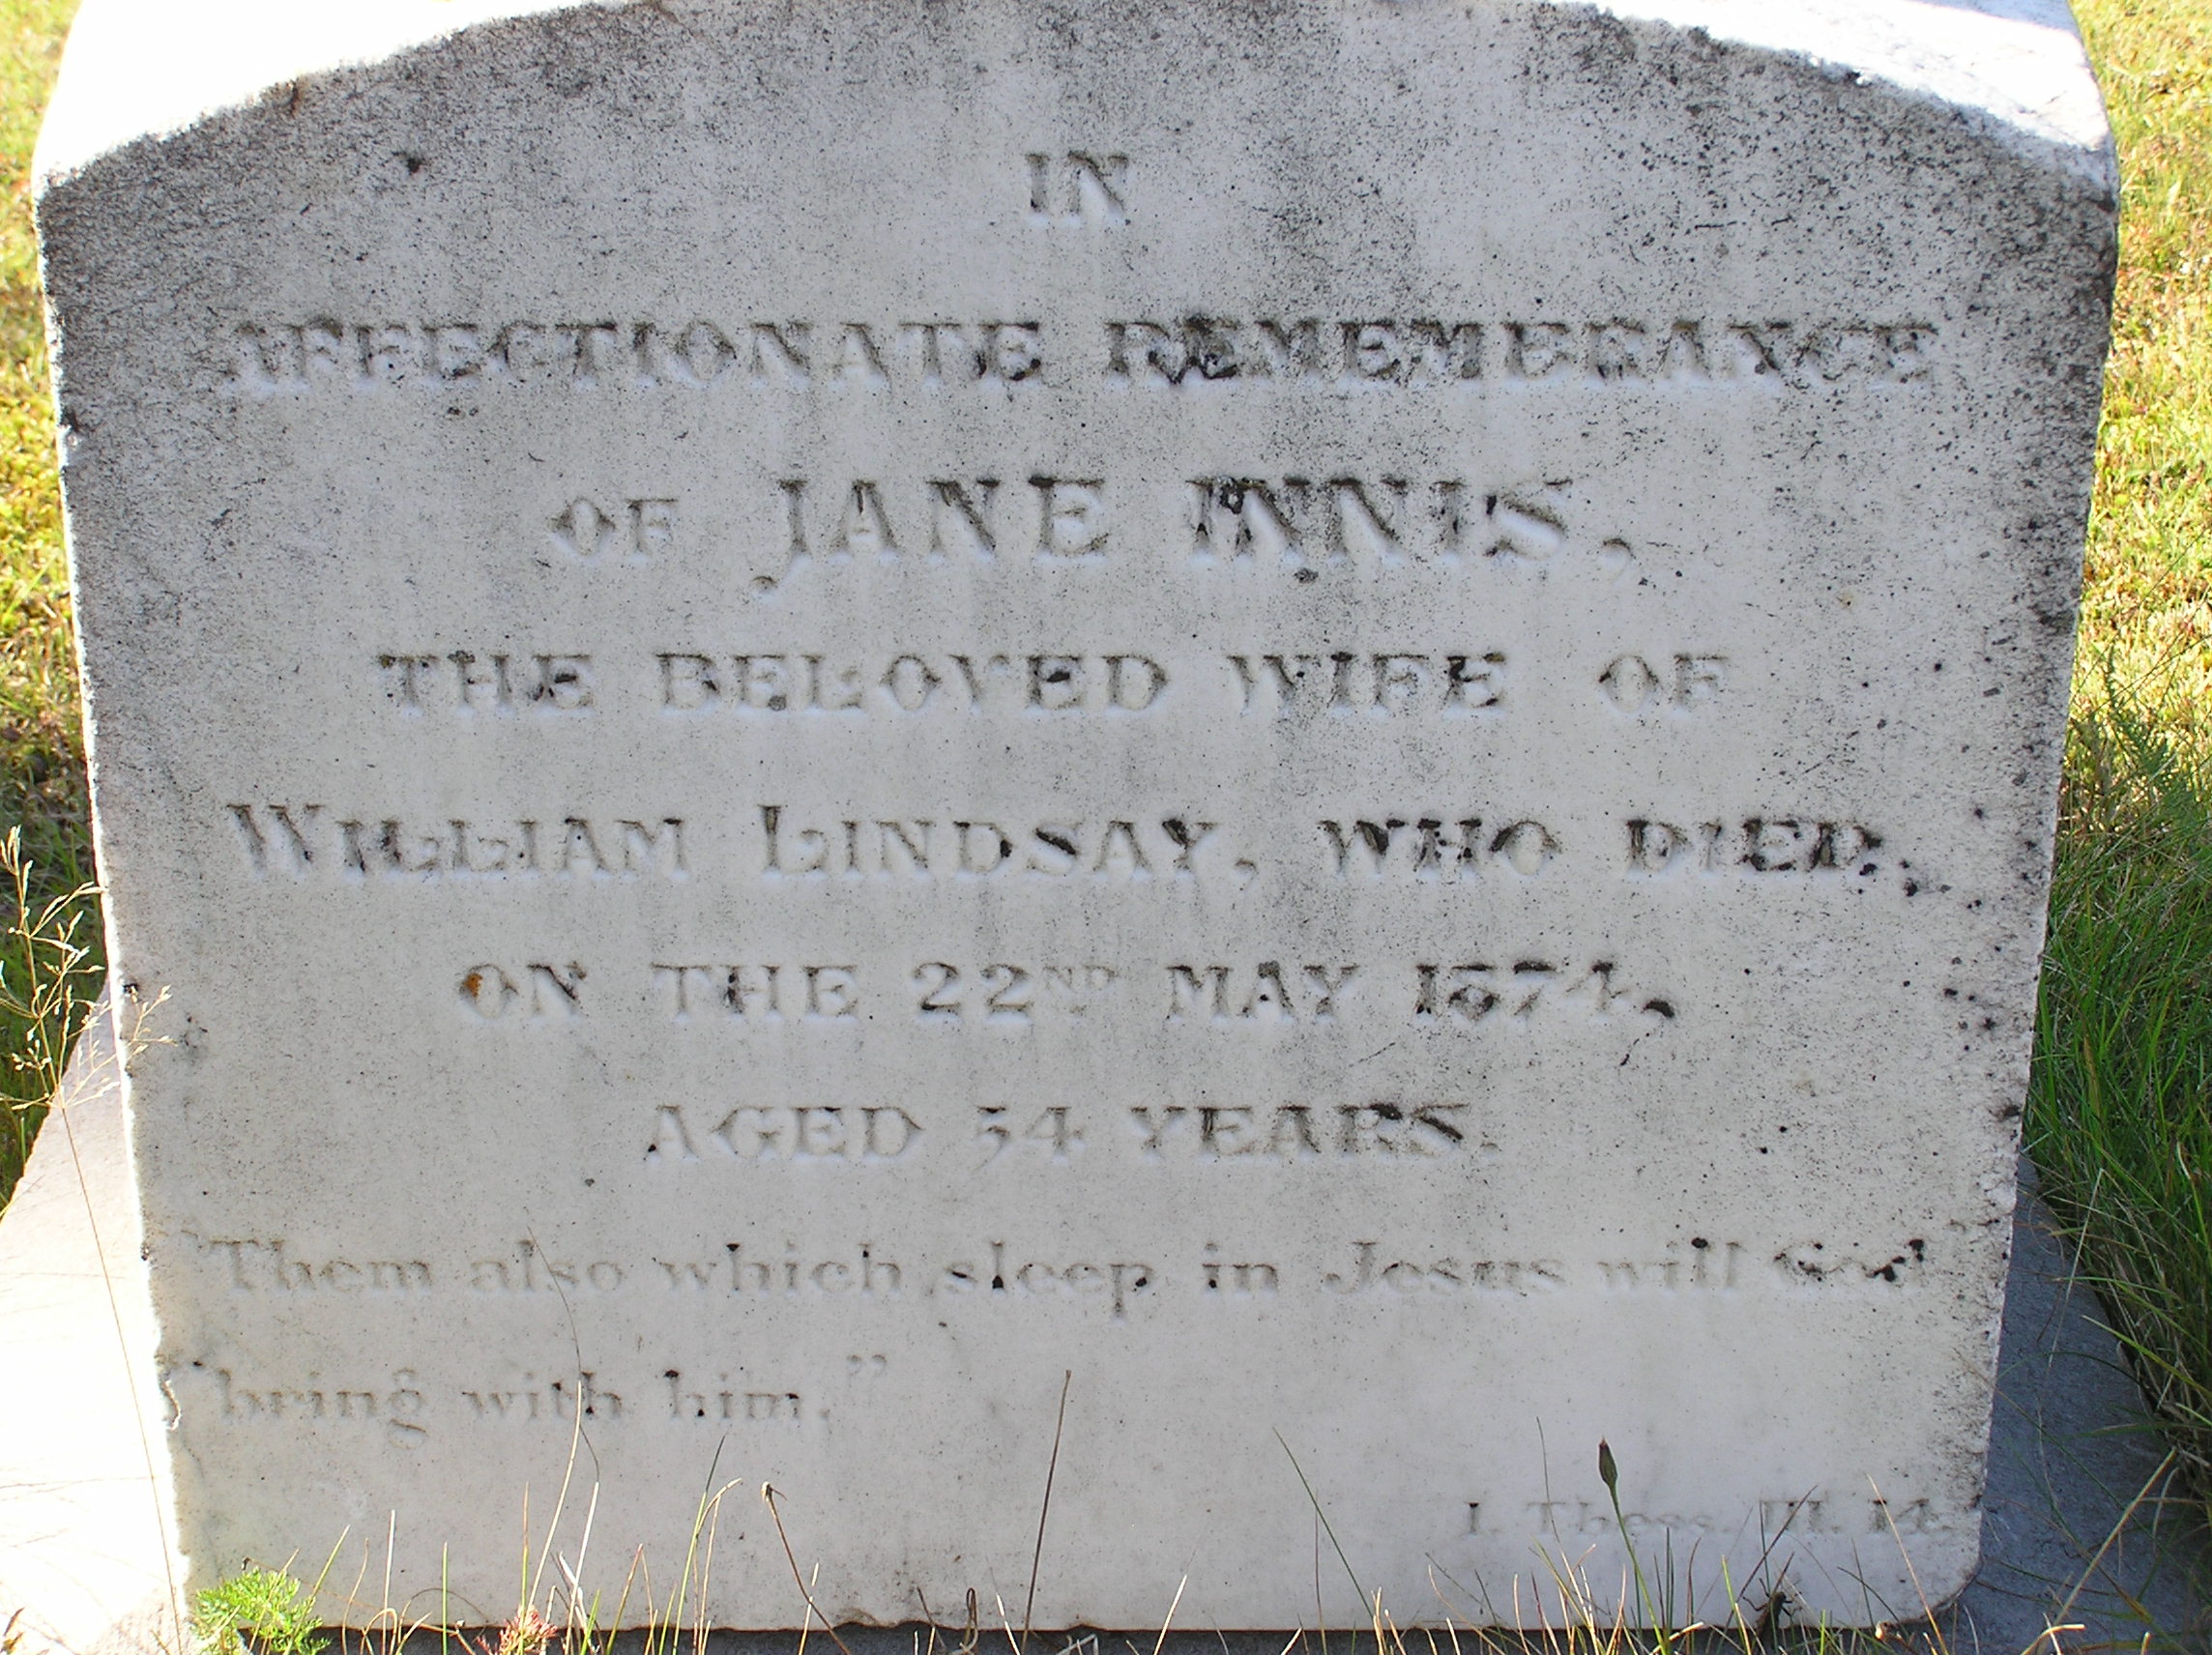 IN
AFFECTIONATE REMEMBRANCE
OF JANE INNIS,
THE BELOVED WIFE OF
WILLIAM LINDSAY, WHO DIED,
ON THE 22ND MAY 1874,
AGED 54 YEARS.
"Them also which sleep in Jesus will God
bring with him."
I. Thess. III. 14.